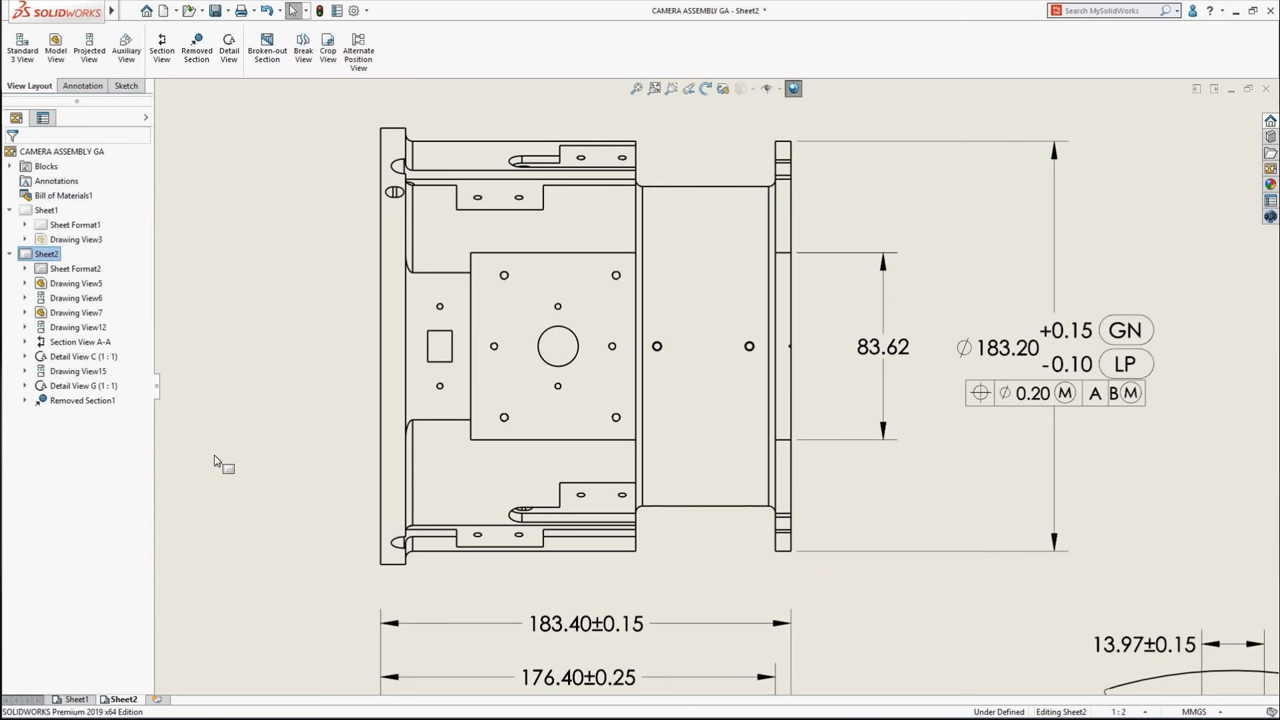 SOLIDWORKS
CAMERA ASSEMBLY GA - Sheet2 *
Search MySolidWorks
Standard 3 View
Model View
Projected View
Auxiliary View
Section View
Removed Section
Detail View
Broken-out Section
Break View
Crop View
Alternate Position View
View Layout
Annotation
Sketch
CAMERA ASSEMBLY GA
Blocks
Annotations
Bill of Materials1
Sheet1
Sheet Format1
Drawing View3
Sheet2
Sheet Format2
Drawing View5
Drawing View6
Drawing View7
Drawing View12
Section View A-A
Detail View C (1 : 1)
Drawing View15
Detail View G (1 : 1)
Removed Section1
83.62
+0.15 GN
∅ 183.20
-0.10 LP
∅ 0.20 Ⓜ A BⓂ
183.40±0.15
13.97±0.15
176.40±0.25
Sheet1
Sheet2
SOLIDWORKS Premium 2019 x64 Edition
Under Defined
Editing Sheet2
1 : 2
MMGS